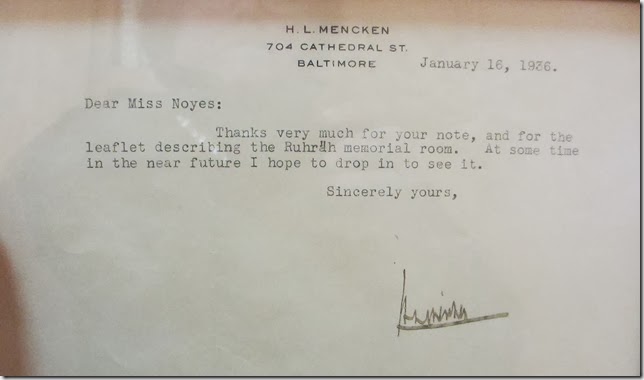 H. L. MENCKEN
704 CATHEDRAL ST.
BALTIMORE
January 16, 1936.
Dear Miss Noyes:
Thanks very much for your note, and for the
leaflet describing the Ruhräh memorial room. At some time
in the near future I hope to drop in to see it.
Sincerely yours,